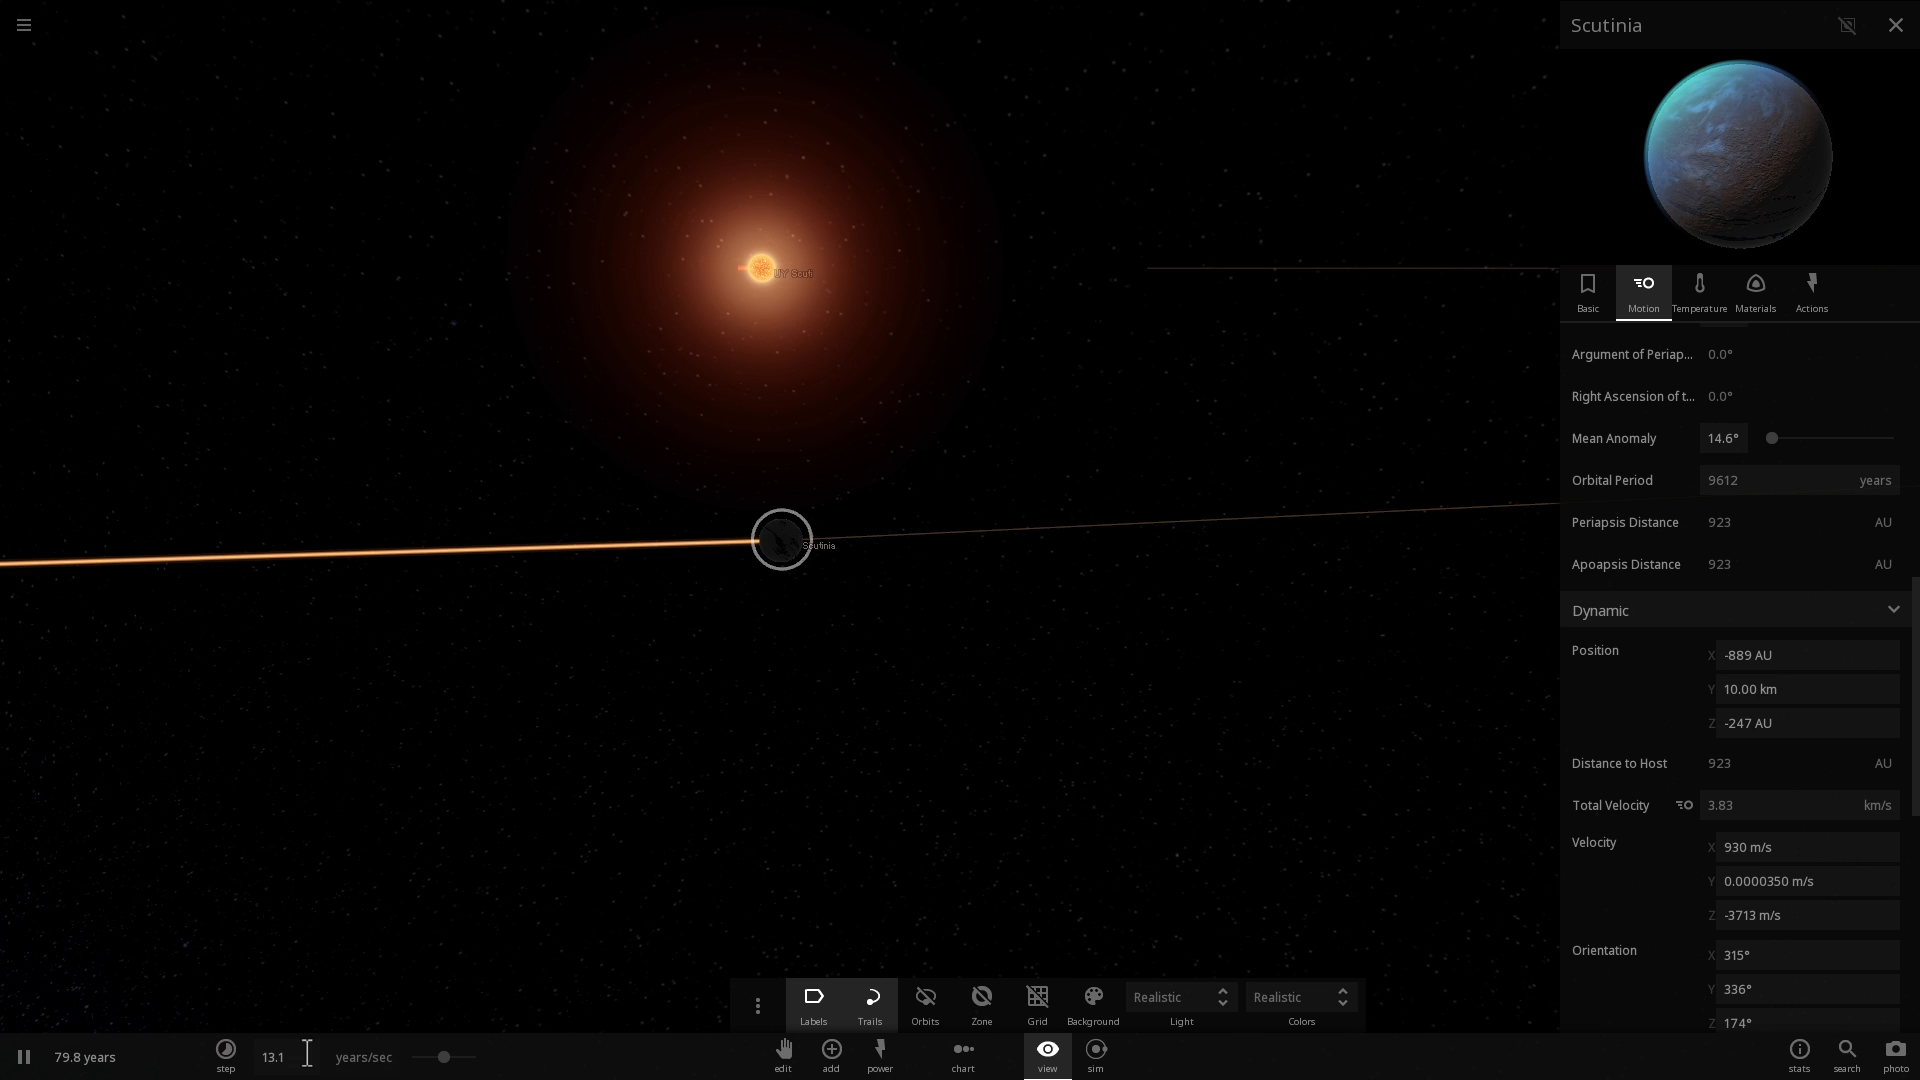 Scutinia
UY Scuti
Scutinia
Basic
Motion
Temperature
Materials
Actions
Argument of Periap... 0.0°
Right Ascension of t... 0.0°
Mean Anomaly 14.6°
Orbital Period 9612 years
Periapsis Distance 923 AU
Apoapsis Distance 923 AU
Dynamic
Position X -889 AU
Y 10.00 km
Z -247 AU
Distance to Host 923 AU
Total Velocity 3.83 km/s
Velocity X 930 m/s
Y 0.0000350 m/s
Z -3713 m/s
Orientation X 315°
Y 336°
Z 174°
Labels
Trails
Orbits
Zone
Grid
Background
Realistic
Light
Realistic
Colors
79.8 years
step
13.1 years/sec
edit
add
power
chart
view
sim
stats
search
photo